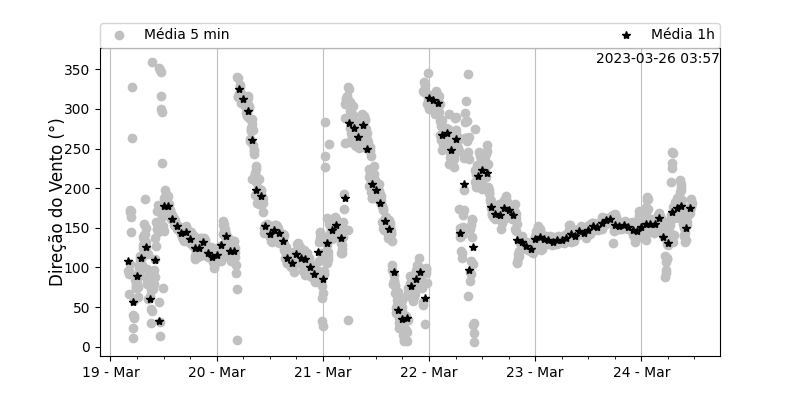 Média 5 min
Média 1h
2023-03-26 03:57
Direção do Vento (°)
350
300
250
200
150
100
50
0
19 - Mar
20 - Mar
21 - Mar
22 - Mar
23 - Mar
24 - Mar